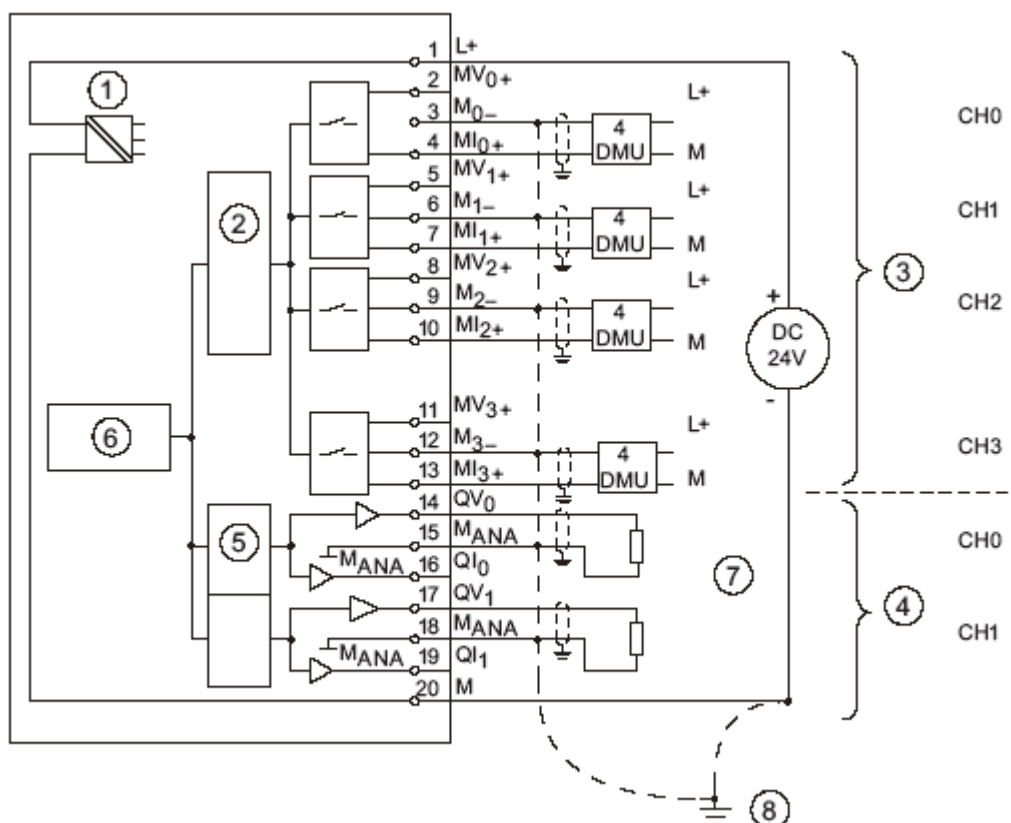 1 L+
1
2 MV0+
L+
3 M0–
4 DMU
CH0
4 MI0+
M
5 MV1+
L+
2
6 M1–
4 DMU
CH1
7 MI1+
M
8 MV2+
L+
3
9 M2–
4 DMU
CH2
10 MI2+
M
+
DC 24V
-
11 MV3+
L+
6
12 M3–
4 DMU
CH3
13 MI3+
M
14 QV0
5
15 MANA
CH0
MANA
16 QI0
7
17 QV1
4
18 MANA
CH1
MANA
19 QI1
20 M
8